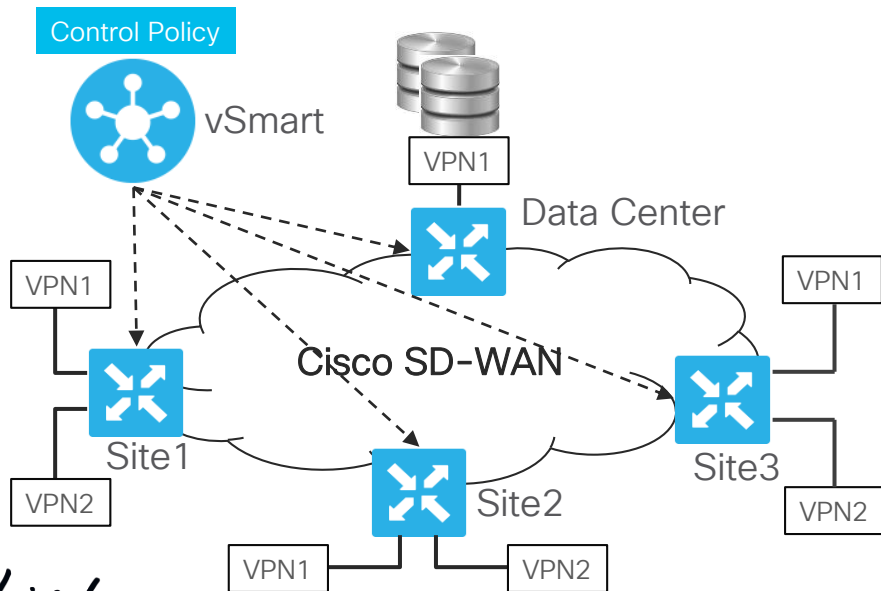 Control Policy
vSmart
VPN1
Data Center
VPN1
VPN1
Cisco SD-WAN
Site1
Site3
VPN2
Site2
VPN2
VPN1
VPN2